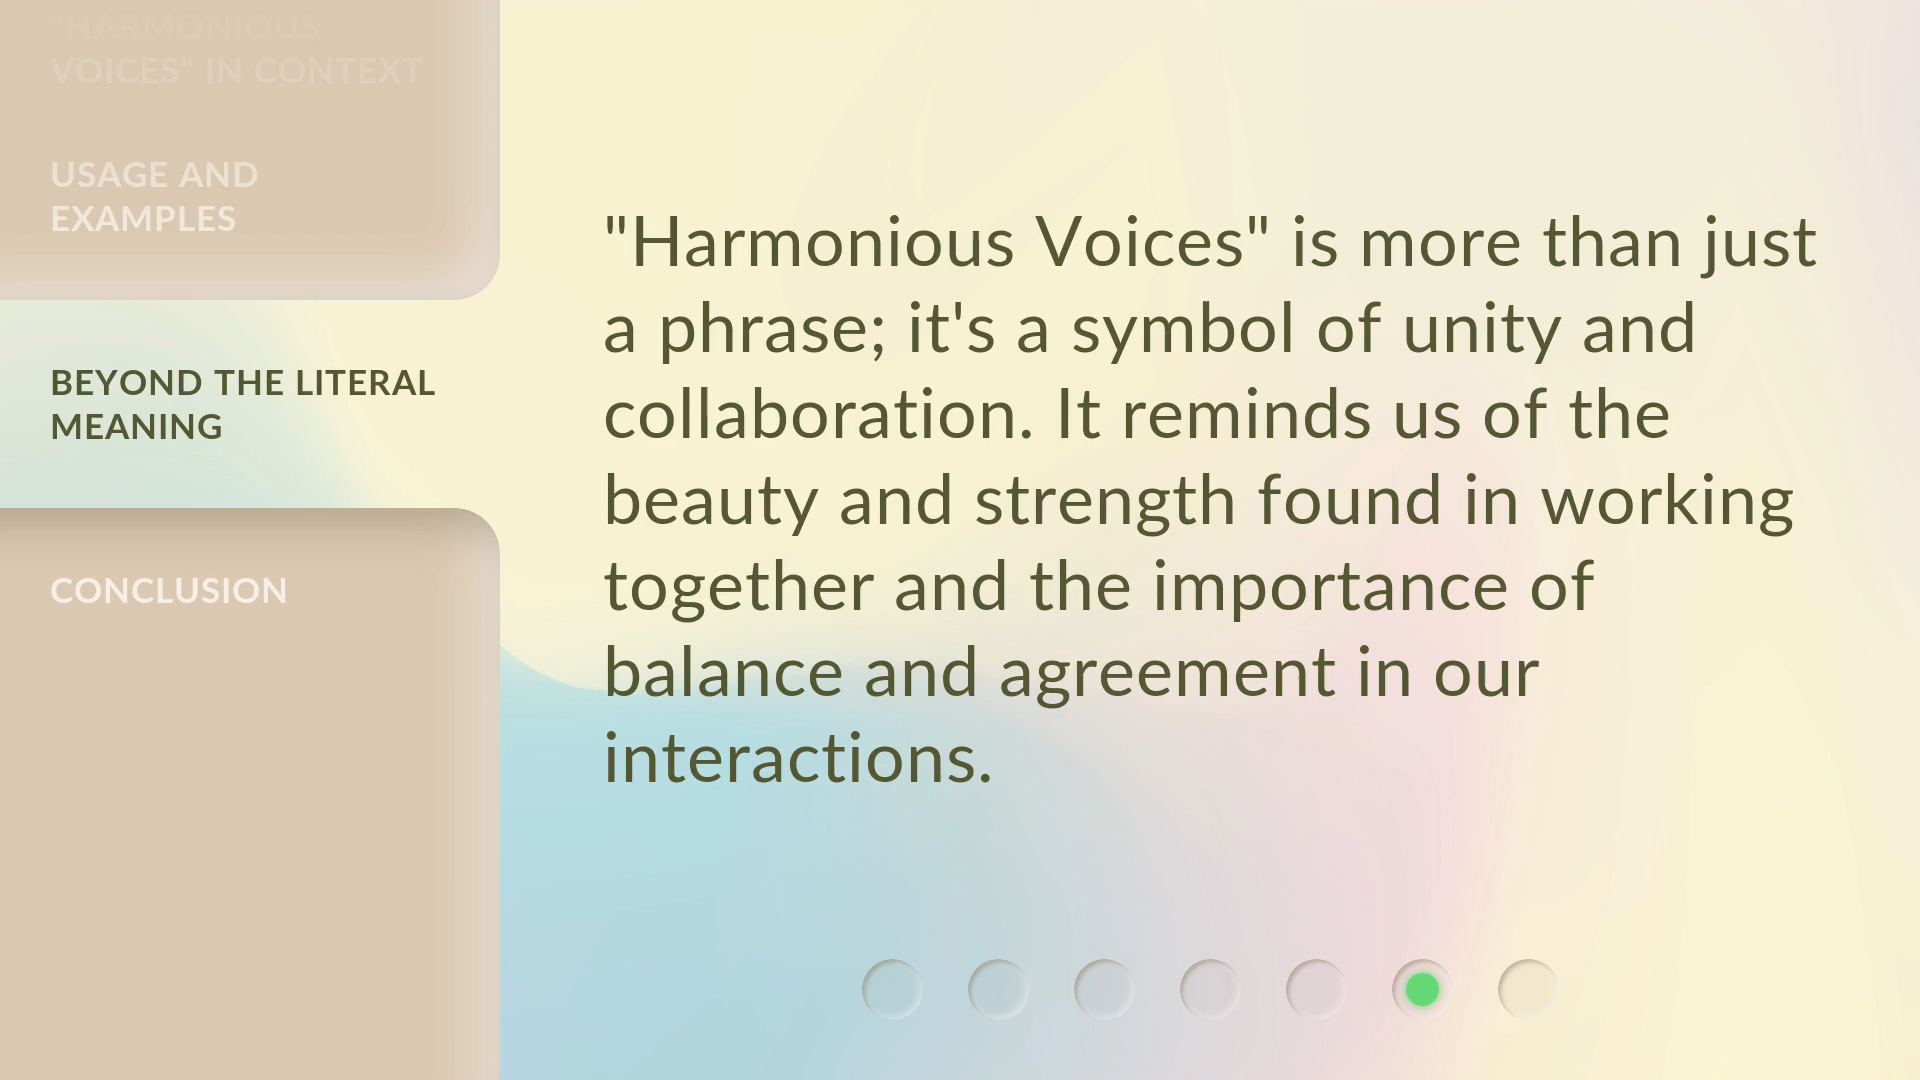 "HARMONIOUS
VOICES" IN CONTEXT
USAGE AND
EXAMPLES
BEYOND THE LITERAL
MEANING
CONCLUSION
"Harmonious Voices" is more than just
a phrase; it's a symbol of unity and
collaboration. It reminds us of the
beauty and strength found in working
together and the importance of
balance and agreement in our
interactions.